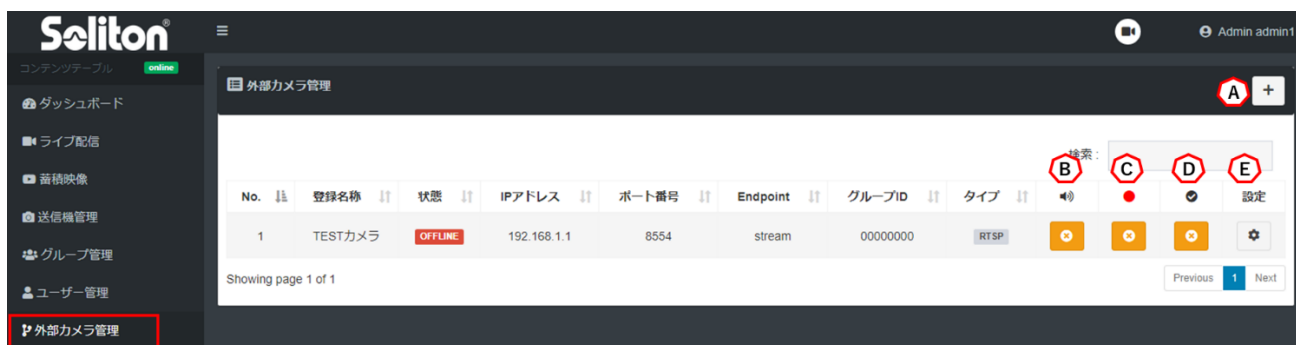 Soliton®
Admin admin1
コンテンツテーブル online
外部カメラ管理
A +
ダッシュボード
ライブ配信
検索 :
蓄積映像
B C D E
No. 登録名称 状態 IPアドレス ポート番号 Endpoint グループID タイプ 設定
送信機管理
1 TESTカメラ OFFLINE 192.168.1.1 8554 stream 00000000 RTSP
グループ管理
Showing page 1 of 1 Previous 1 Next
ユーザー管理
外部カメラ管理